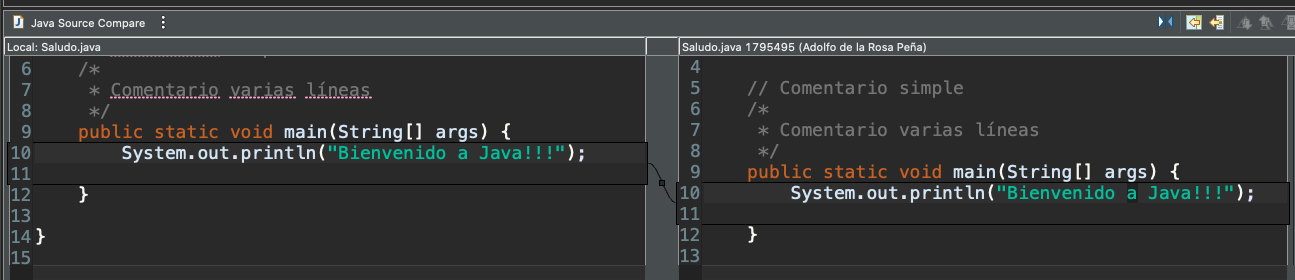 Java Source Compare
Local: Saludo.java
6 /*
7 * Comentario varias líneas
8 */
9 public static void main(String[] args) {
10 System.out.println("Bienvenido a Java!!!");
11
12 }
13
14 }
15
Saludo.java 1795495 (Adolfo de la Rosa Peña)
4
5 // Comentario simple
6 /*
7 * Comentario varias líneas
8 */
9 public static void main(String[] args) {
10 System.out.println("Bienvenido a Java!!!");
11
12 }
13